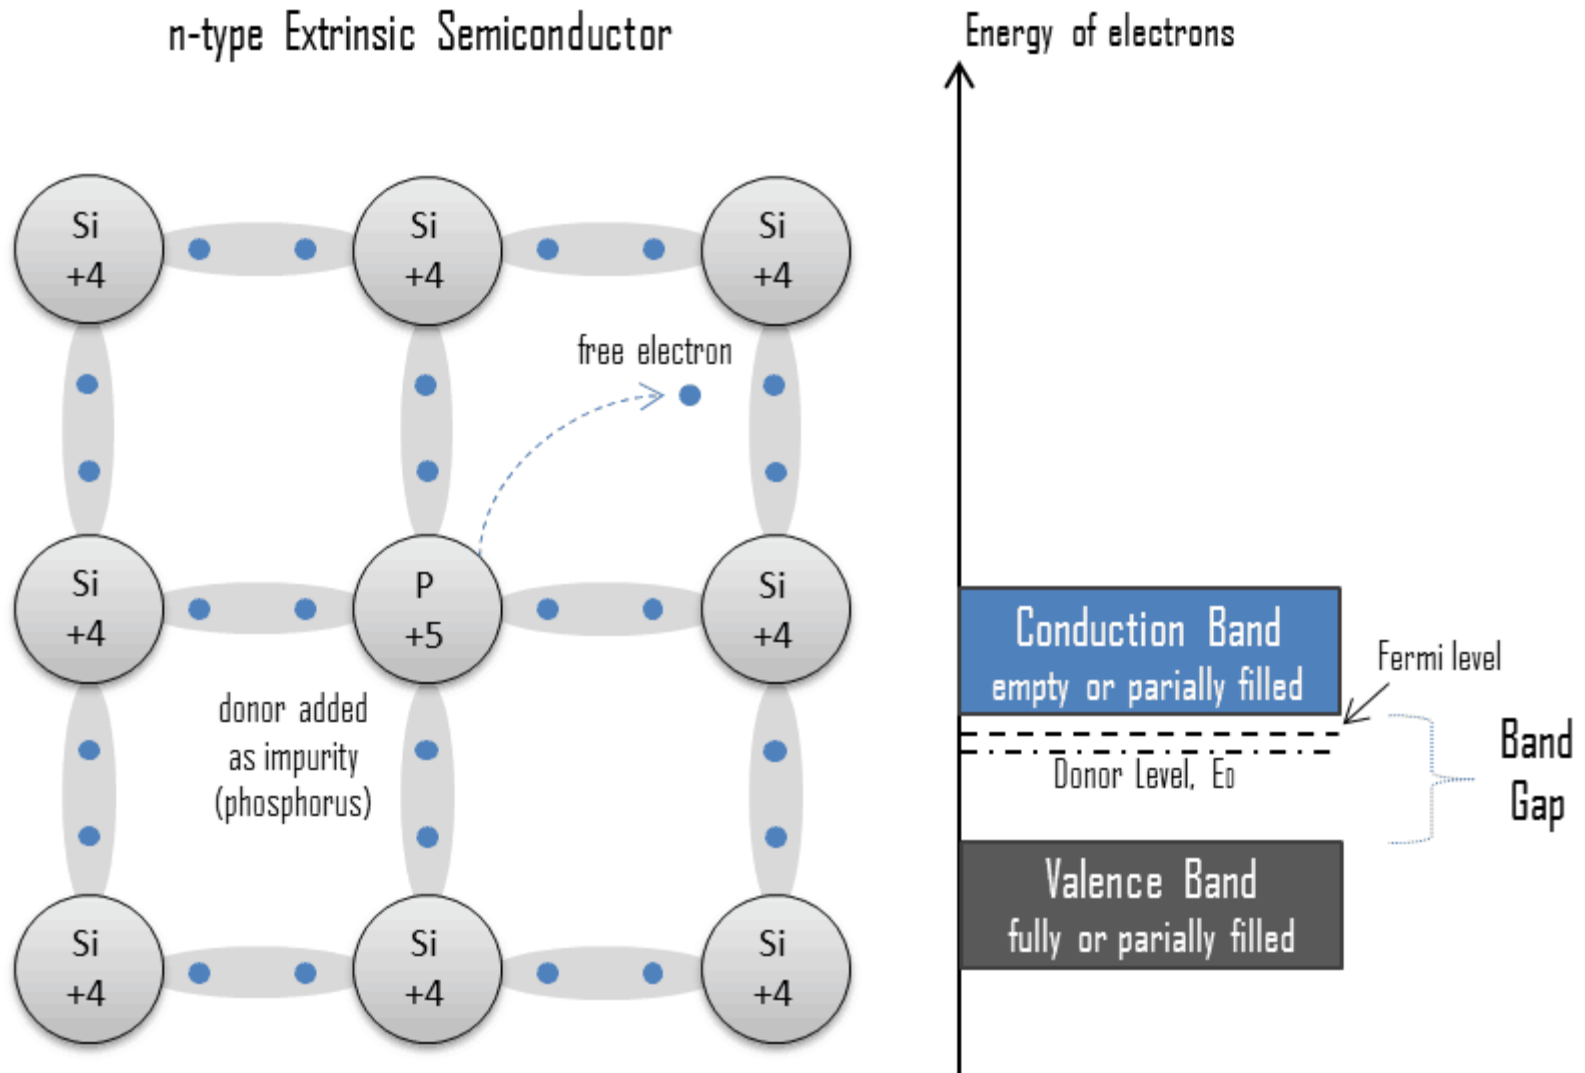 n-type Extrinsic Semiconductor
Si
+4
Si
+4
Si
+4
free electron
Si
+4
P
+5
Si
+4
donor added
as impurity
(phosphorus)
Si
+4
Si
+4
Si
+4
Energy of electrons
Conduction Band
empty or parially filled
Fermi level
Donor Level, ED
Band
Gap
Valence Band
fully or parially filled